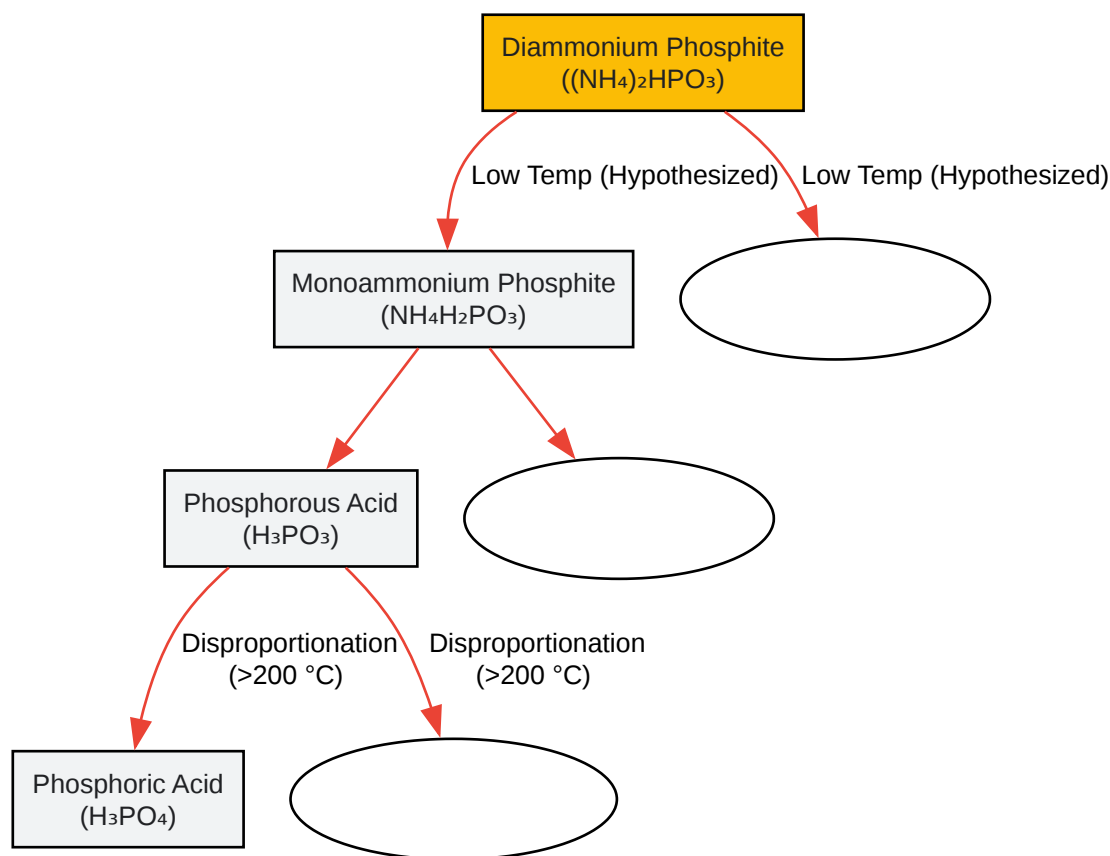 Diammonium Phosphite
((NH₄)₂HPO₃)
Low Temp (Hypothesized)
Low Temp (Hypothesized)
Monoammonium Phosphite
(NH₄H₂PO₃)
Phosphorous Acid
(H₃PO₃)
Disproportionation
(>200 °C)
Disproportionation
(>200 °C)
Phosphoric Acid
(H₃PO₄)